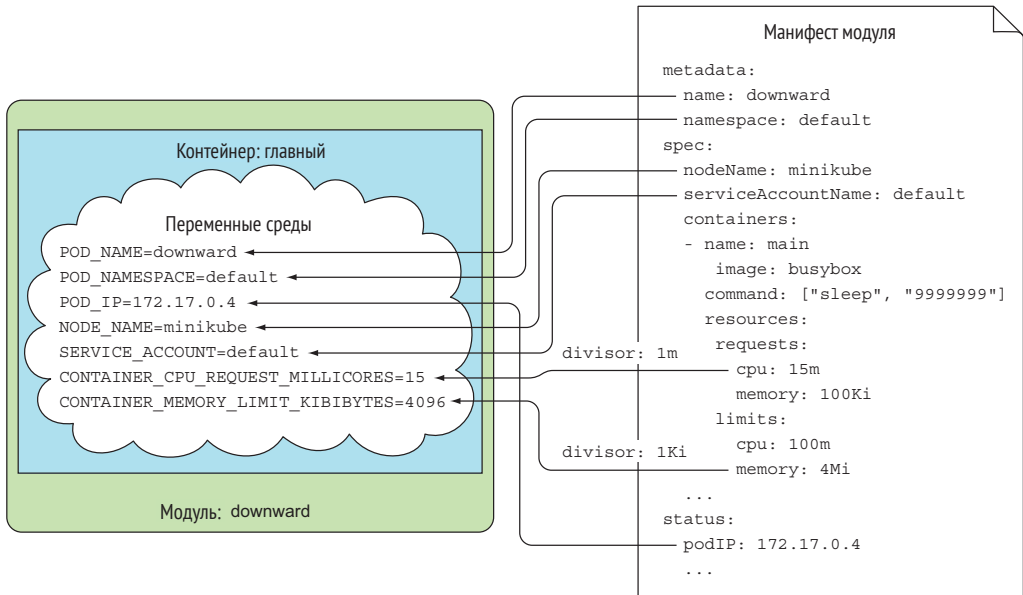 Контейнер: главный
Переменные среды
POD_NAME=downward
POD_NAMESPACE=default
POD_IP=172.17.0.4
NODE_NAME=minikube
SERVICE_ACCOUNT=default
CONTAINER_CPU_REQUEST_MILLICORES=15
CONTAINER_MEMORY_LIMIT_KIBIBYTES=4096
Модуль: downward
divisor: 1m
divisor: 1Ki
Манифест модуля
metadata:
name: downward
namespace: default
spec:
nodeName: minikube
serviceAccountName: default
containers:
- name: main
image: busybox
command: ["sleep", "9999999"]
resources:
requests:
cpu: 15m
memory: 100Ki
limits:
cpu: 100m
memory: 4Mi
...
status:
podIP: 172.17.0.4
...